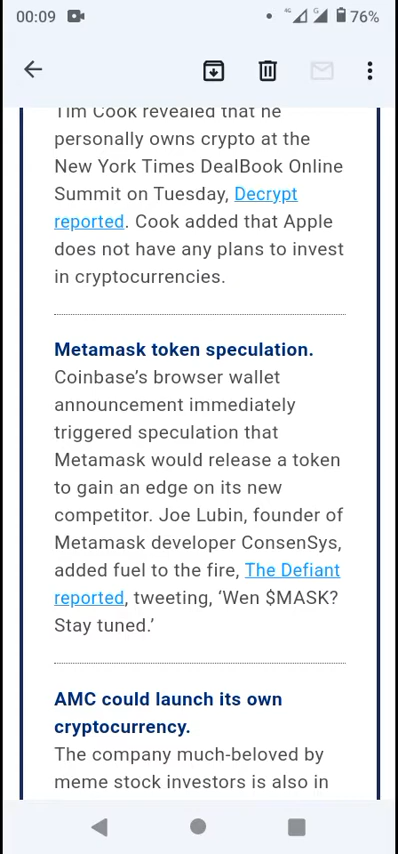 00:09
4G
G
76%
Tim Cook revealed that he
personally owns crypto at the
New York Times DealBook Online
Summit on Tuesday, Decrypt
reported. Cook added that Apple
does not have any plans to invest
in cryptocurrencies.
Metamask token speculation.
Coinbase’s browser wallet
announcement immediately
triggered speculation that
Metamask would release a token
to gain an edge on its new
competitor. Joe Lubin, founder of
Metamask developer ConsenSys,
added fuel to the fire, The Defiant
reported, tweeting, ‘Wen $MASK?
Stay tuned.’
AMC could launch its own
cryptocurrency.
The company much-beloved by
meme stock investors is also in